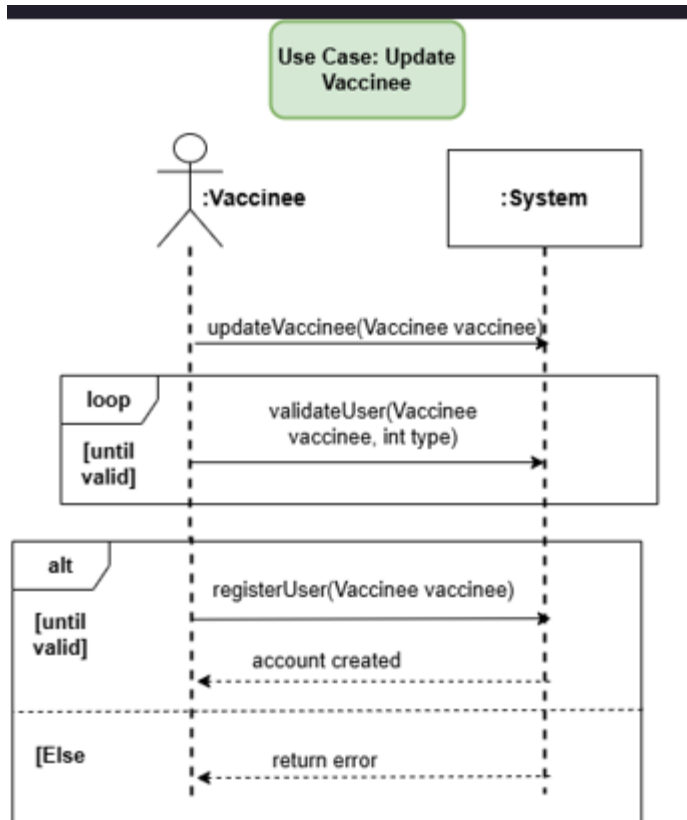 Use Case: Update
Vaccinee
:Vaccinee
:System
updateVaccinee(Vaccinee vaccinee)
loop
validateUser(Vaccinee
vaccinee, int type)
[until
valid]
alt
registerUser(Vaccinee vaccinee)
[until
valid]
account created
[Else
return error